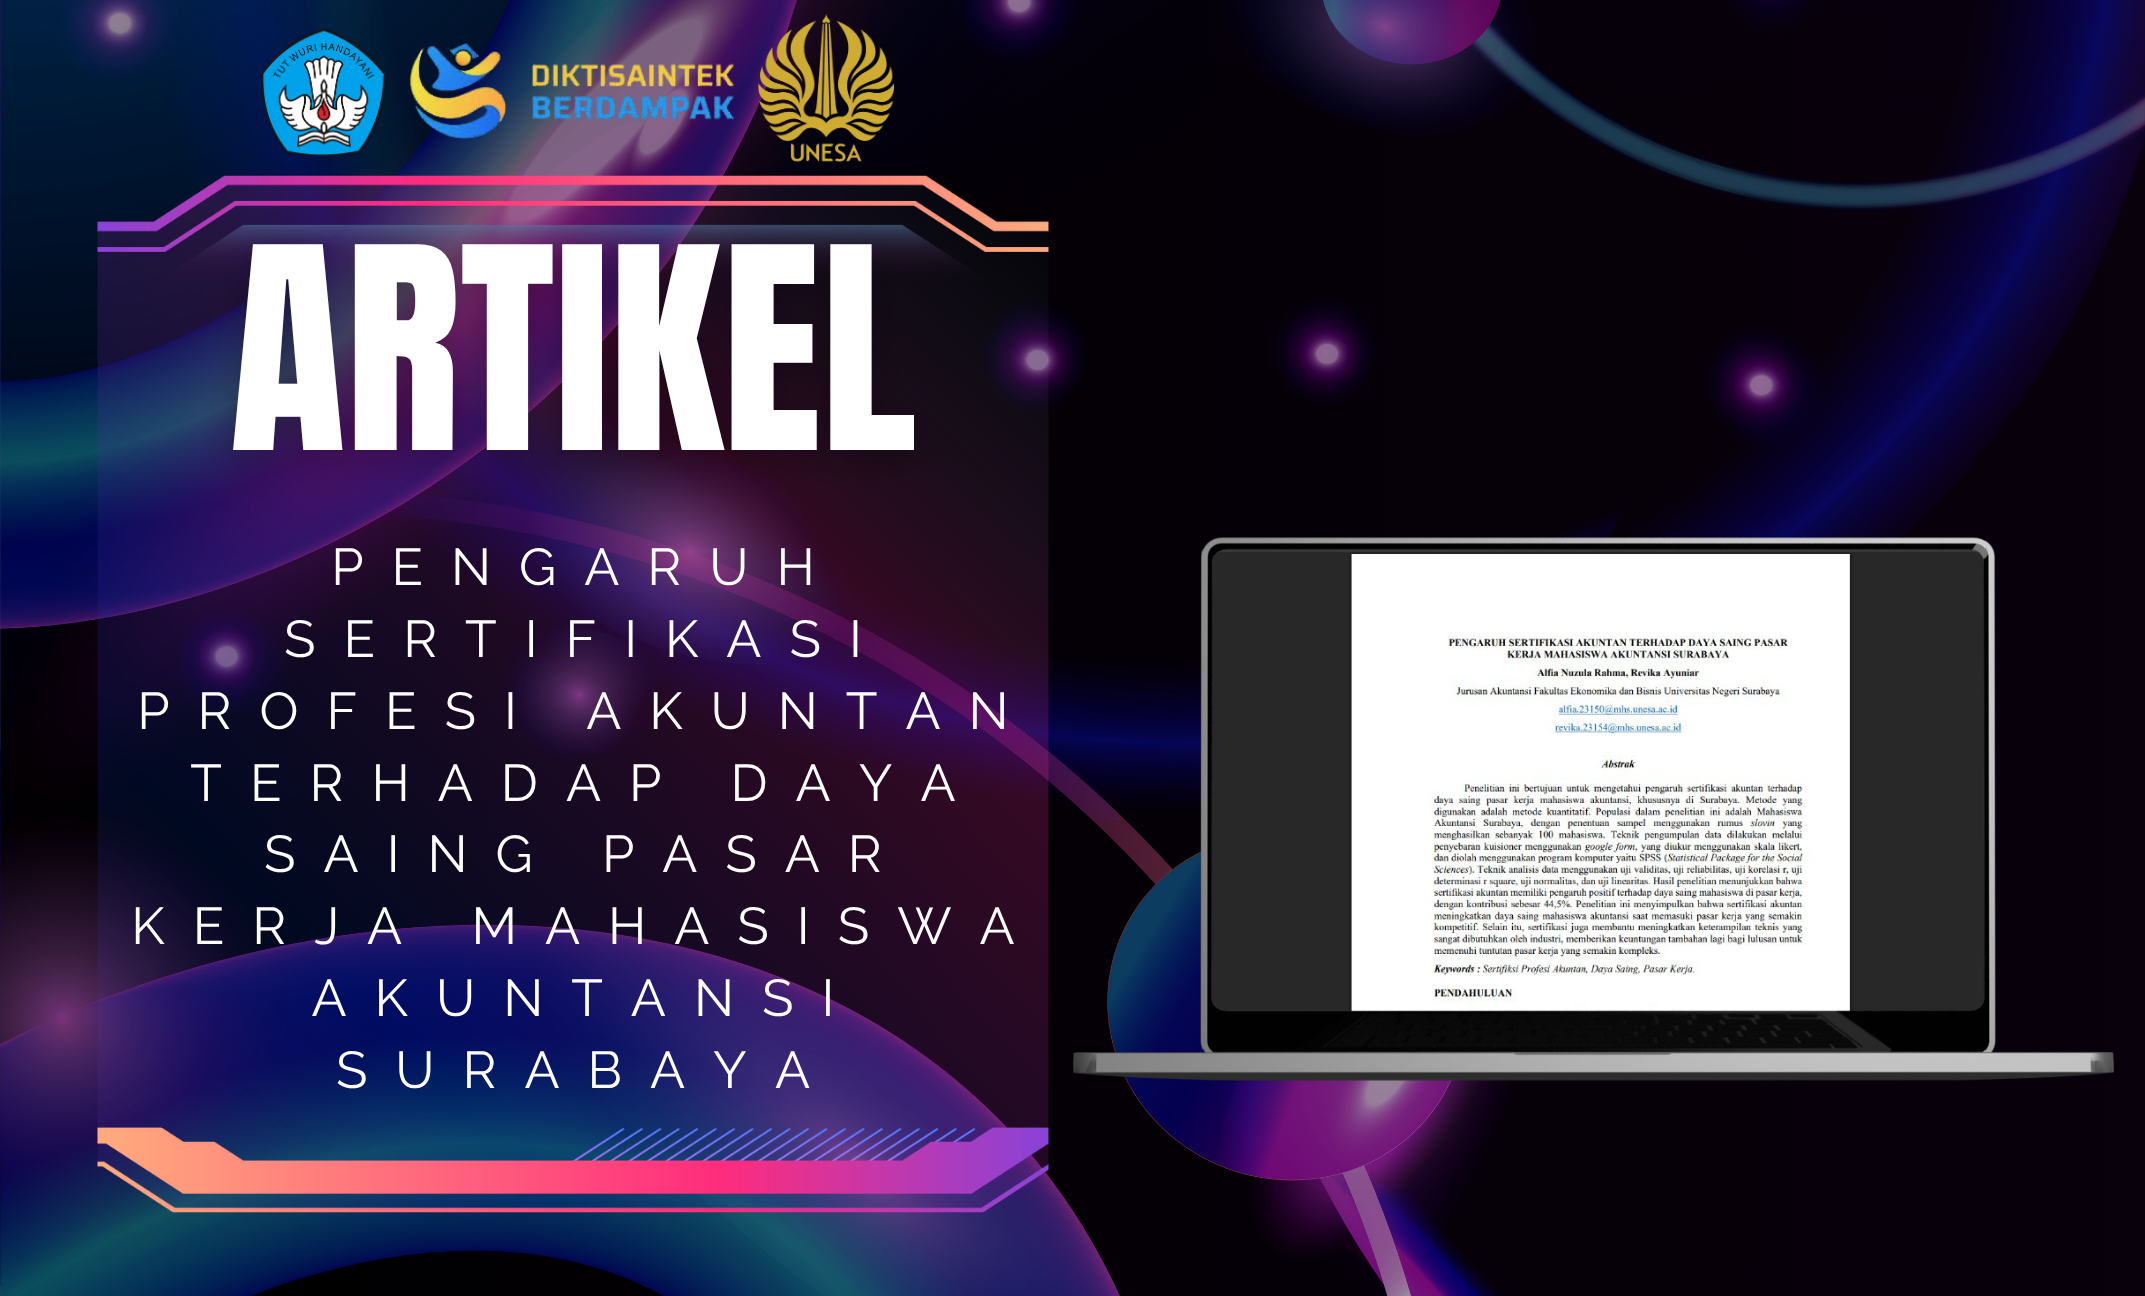 TUT WURI HANDAYANI
DIKTISAINTEK
BERDAMPAK
UNESA
ARTIKEL
PENGARUH
SERTIFIKASI
PROFESI AKUNTAN
TERHADAP DAYA
SAING PASAR
KERJA MAHASISWA
AKUNTANSI
SURABAYA
PENGARUH SERTIFIKASI AKUNTAN TERHADAP DAYA SAING PASAR
KERJA MAHASISWA AKUNTANSI SURABAYA
Alfia Nuzula Rahma, Revika Ayuniar
Jurusan Akuntansi Fakultas Ekonomika dan Bisnis Universitas Negeri Surabaya
alfia.23150@mhs.unesa.ac.id
revika.23154@mhs.unesa.ac.id
Abstrak
Penelitian ini bertujuan untuk mengetahui pengaruh sertifikasi akuntan terhadap
daya saing pasar kerja mahasiswa akuntansi, khususnya di Surabaya. Metode yang
digunakan adalah metode kuantitatif. Populasi dalam penelitian ini adalah Mahasiswa
Akuntansi Surabaya, dengan penentuan sampel menggunakan rumus slovin yang
menghasilkan sebanyak 100 mahasiswa. Teknik pengumpulan data dilakukan melalui
penyebaran kuisioner menggunakan google form, yang diukur menggunakan skala likert,
dan diolah menggunakan program komputer yaitu SPSS (Statistical Package for the Social
Sciences). Teknik analisis data menggunakan uji validitas, uji reliabilitas, uji korelasi r, uji
determinasi r square, uji normalitas, dan uji linearitas. Hasil penelitian menunjukkan bahwa
sertifikasi akuntan memiliki pengaruh positif terhadap daya saing mahasiswa di pasar kerja,
dengan kontribusi sebesar 44,5%. Penelitian ini menyimpulkan bahwa sertifikasi akuntan
meningkatkan daya saing mahasiswa akuntansi saat memasuki pasar kerja yang semakin
kompetitif. Selain itu, sertifikasi juga membantu meningkatkan keterampilan teknis yang
sangat dibutuhkan oleh industri, memberikan keuntungan tambahan lagi bagi lulusan untuk
memenuhi tuntutan pasar kerja yang semakin kompleks.
Keywords : Sertifiksi Profesi Akuntan, Daya Saing, Pasar Kerja.
PENDAHULUAN